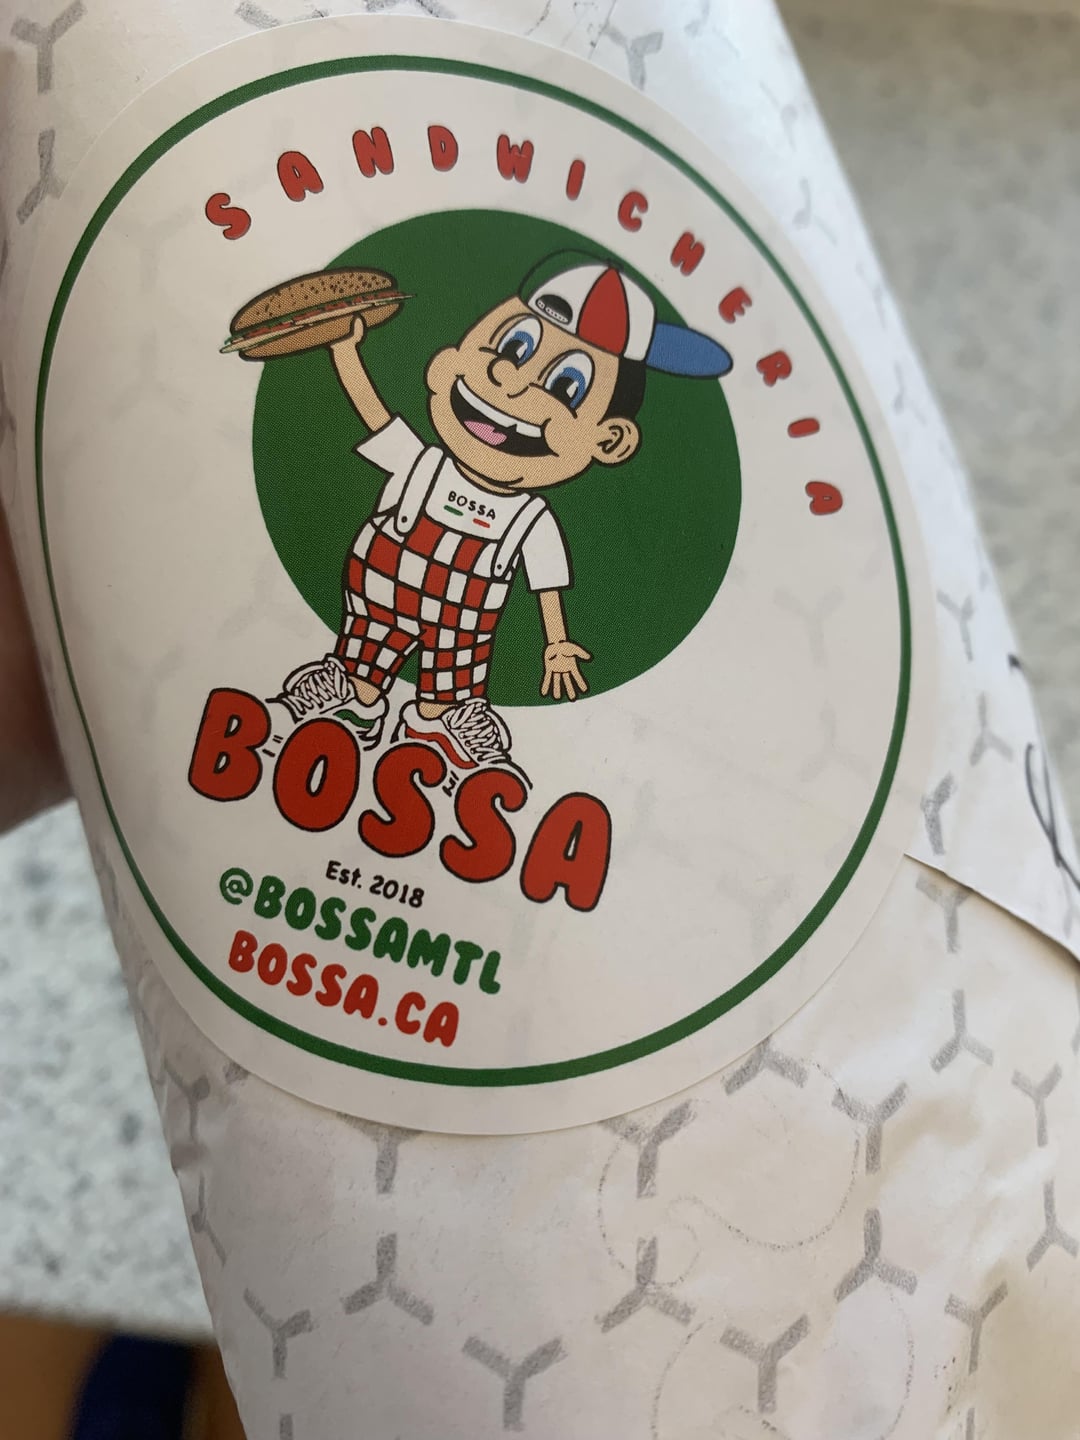 SANDWICHERIA
BOSSA
BOSSA
Est. 2018
@BOSSAMTL
BOSSA.CA